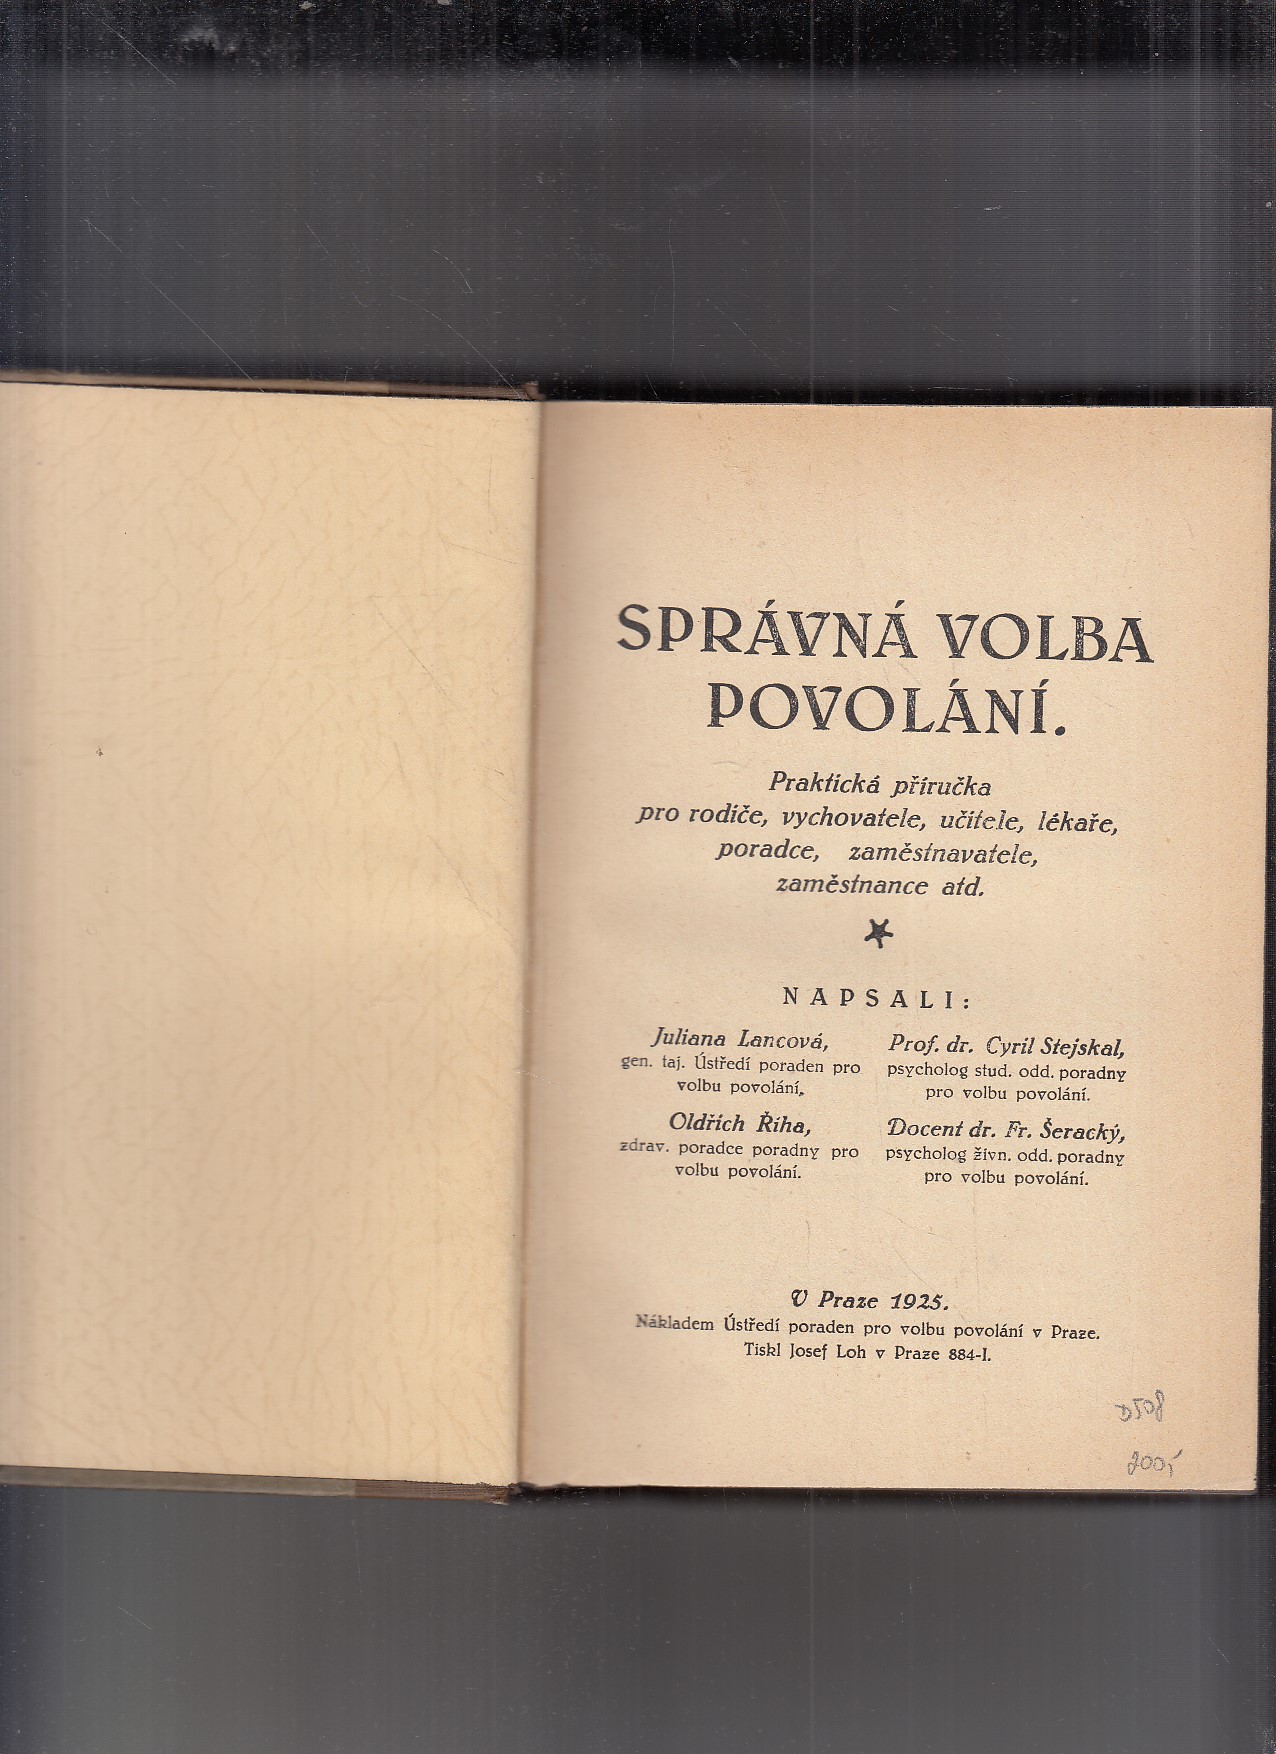 SPRÁVNÁ VOLBA
POVOLÁNÍ.
Praktická příručka
pro rodiče, vychovatele, učitele, lékaře,
poradce, zaměstnavatele,
zaměstnance atd.
NAPSALI:
Juliana Lancová,
gen. taj. Ústředí poraden pro
volbu povolání,
Oldřich Říha,
zdrav. poradce poradny pro
volbu povolání.
Prof. dr. Cyril Stejskal,
psycholog stud. odd. poradny
pro volbu povolání.
Docent dr. Fr. Šeracký,
psycholog živn. odd. poradny
pro volbu povolání.
V Praze 1925.
Nákladem Ústředí poraden pro volbu povolání v Praze.
Tiskl Josef Loh v Praze 884-I.